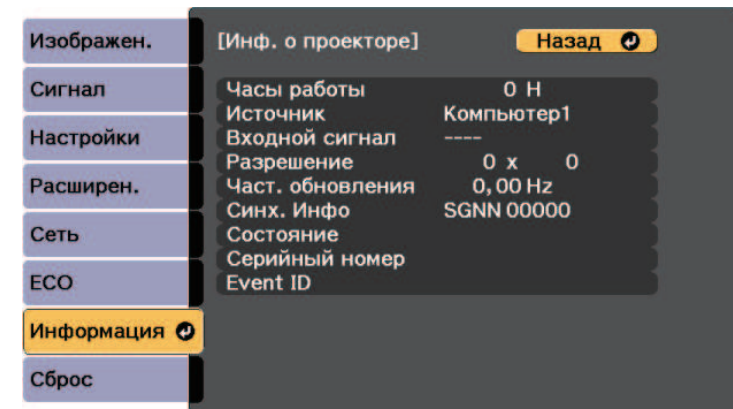 Изображен.
Сигнал
Настройки
Расширен.
Сеть
ECO
Информация
Сброс
[Инф. о проекторе] Назад
Часы работы 0 H
Источник Компьютер1
Входной сигнал ----
Разрешение 0 x 0
Част. обновления 0,00 Hz
Синх. Инфо SGNN 00000
Состояние
Серийный номер
Event ID